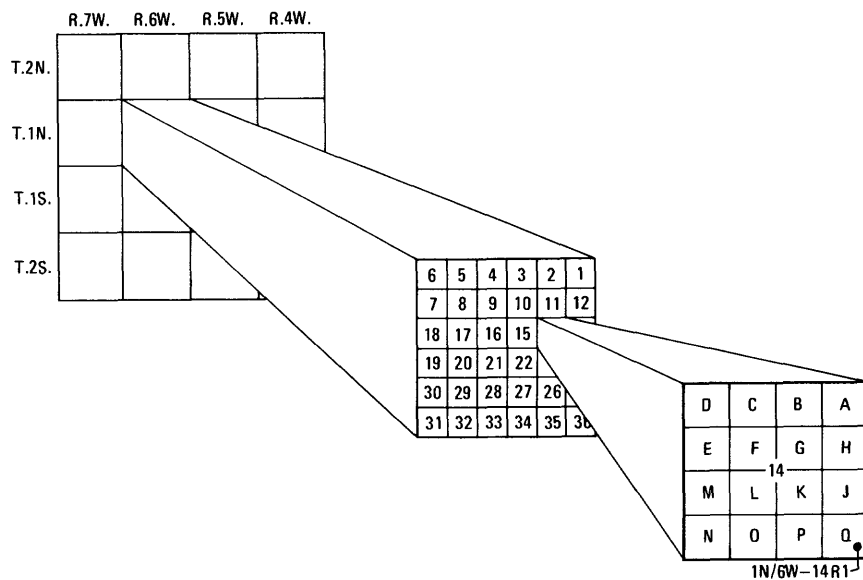 R.7W. R.6W. R.5W. R.4W.
T.2N.
T.1N.
T.1S.
T.2S.
6 5 4 3 2 1
7 8 9 10 11 12
18 17 16 15
19 20 21 22
30 29 28 27 26
31 32 33 34 35 36
D C B A
E F G H
14
M L K J
N O P Q
1N/6W–14R1